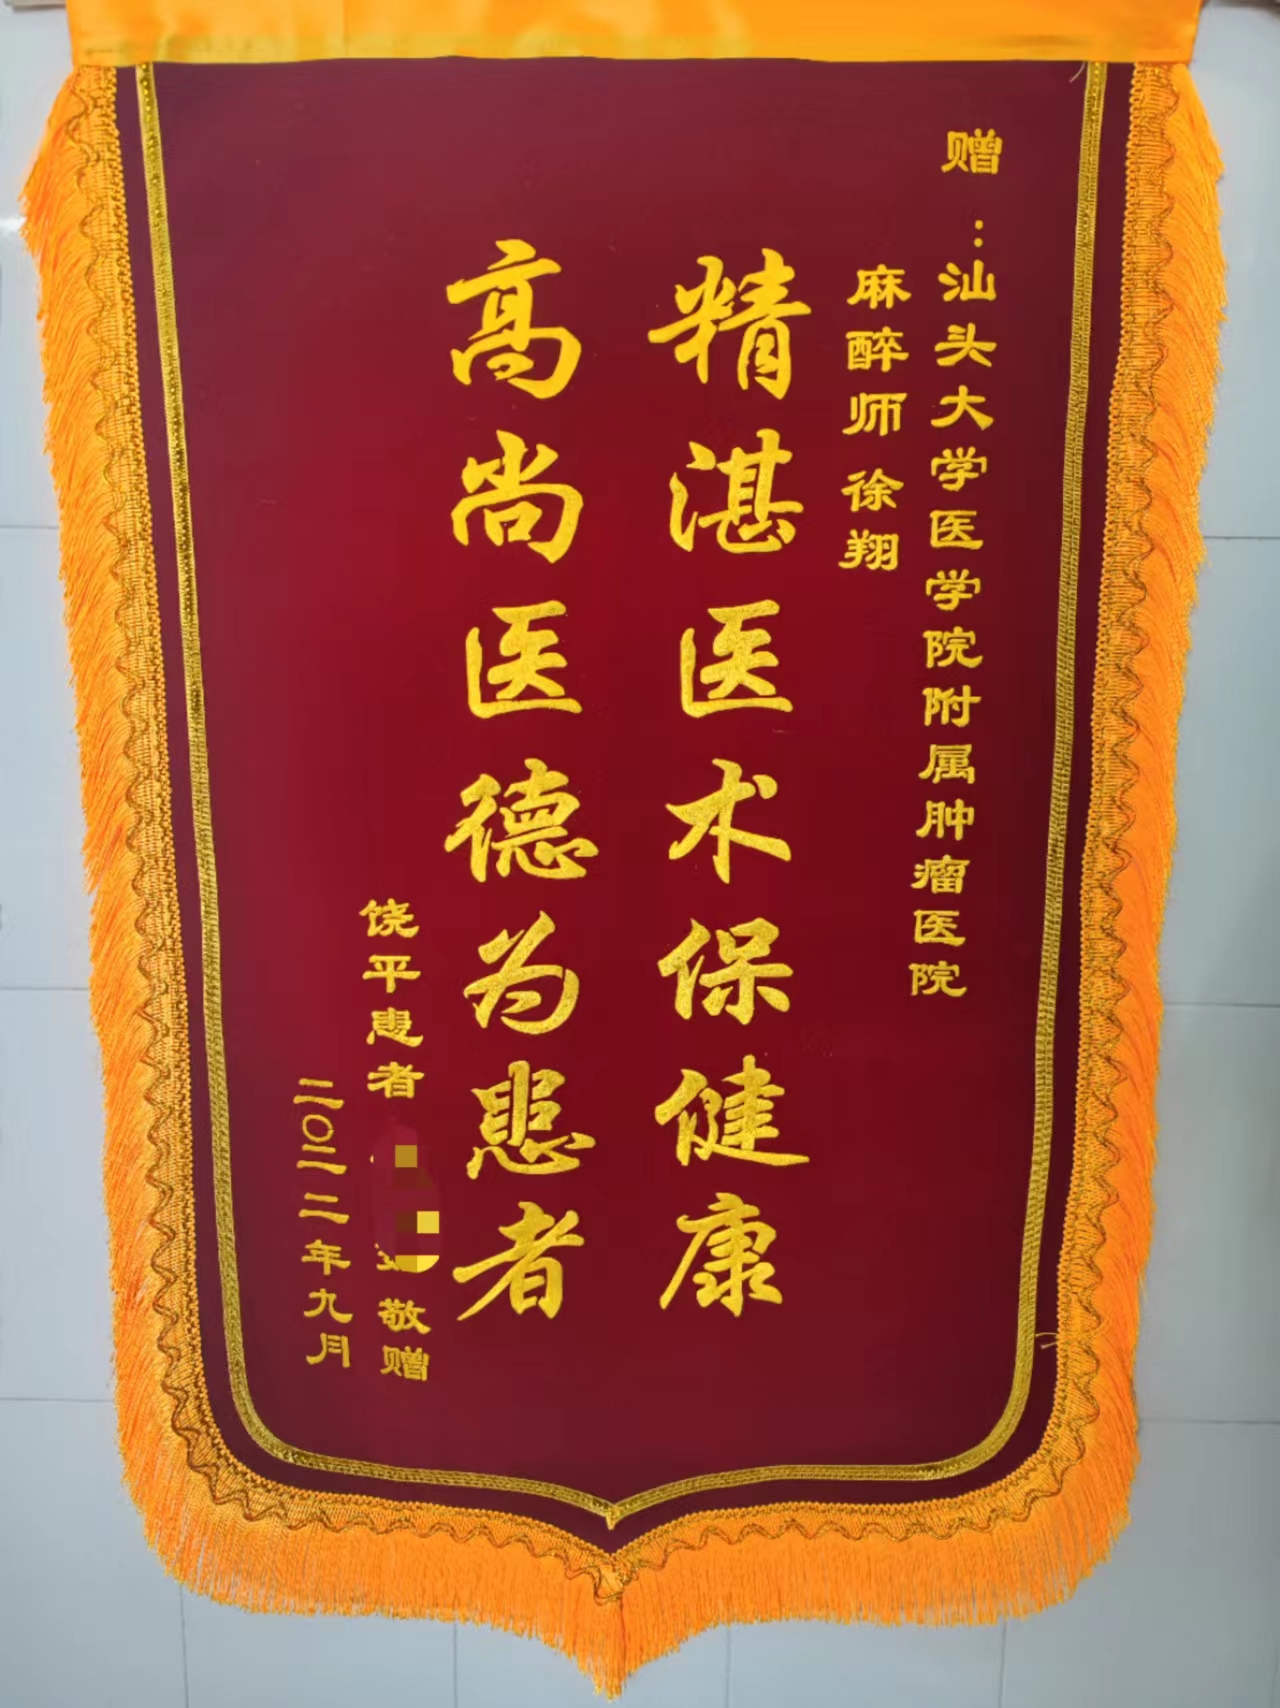 赠：汕头大学医学院附属肿瘤医院
麻醉师 徐翔
精湛医术保健康
高尚医德为患者
饶平患者 敬赠
二〇二二年九月